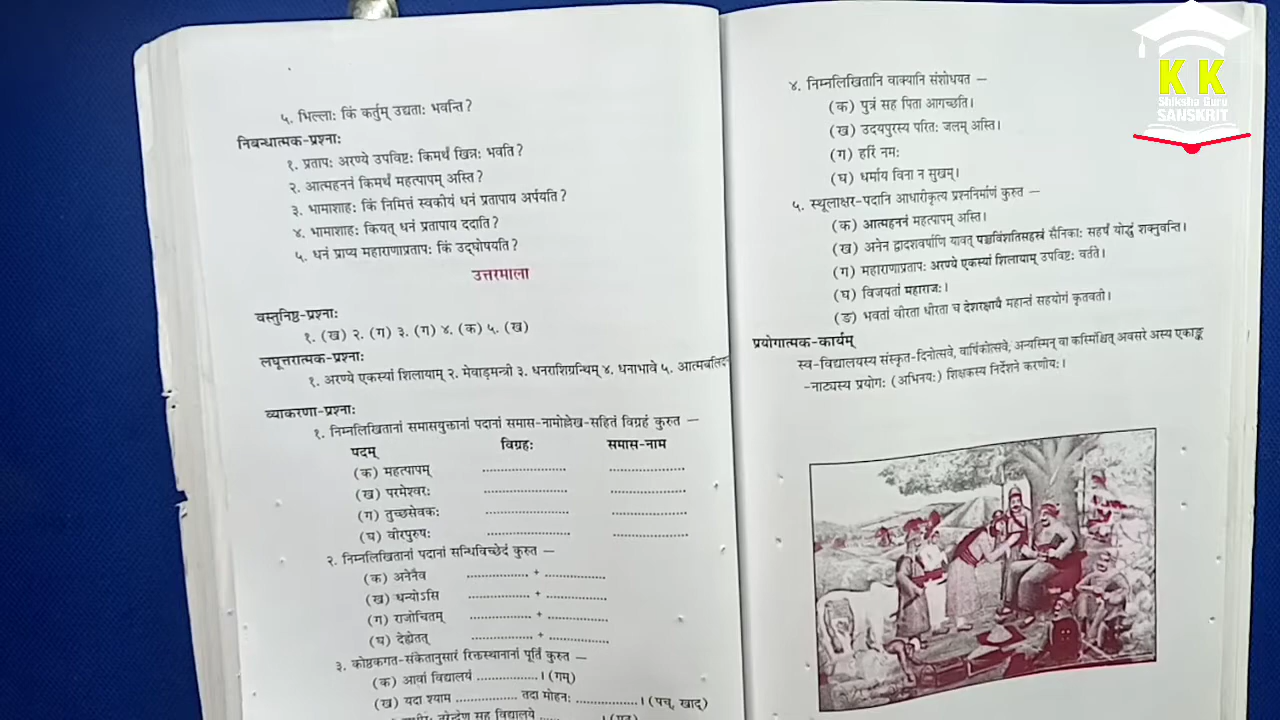 ५. भिल्लाः किं कर्तुम् उद्यताः भवन्ति?
निबन्धात्मक-प्रश्नाः
१. प्रतापः अरण्ये उपविष्टः किमर्थं खिन्नः भवति?
२. आत्महननं किमर्थं महत्पापम् अस्ति?
३. भामाशाहः किं निमित्तं स्वकीयं धनं प्रतापाय अर्पयति?
४. भामाशाहः कियत् धनं प्रतापाय ददाति?
५. धनं प्राप्य महाराणाप्रतापः किं उद्घोषयति?
उत्तरमाला
वस्तुनिष्ठ-प्रश्नाः
१. (ख) २. (ग) ३. (ग) ४. (क) ५. (ख)
लघूत्तरात्मक-प्रश्नाः
१. अरण्ये एकस्यां शिलायाम् २. मेवाड़मन्त्री ३. धनराशिग्रन्थिम् ४. धनाभावे ५.
व्याकरणा-प्रश्नाः
१. निम्नलिखितानां समासयुक्तानां पदानां समास-नामोल्लेख-सहितं विग्रहं कुरुत —
पदम् विग्रहः समास-नाम
(क) महत्पापम् ...................... ....................
(ख) परमेश्वरः ...................... ....................
(ग) तुच्छसेवकः ...................... ....................
(घ) वीरपुरुषः ...................... ....................
२. निम्नलिखितानां पदानां सन्धिविच्छेदं कुरुत —
(क) अनेनैव ................ + ................
(ख) धन्योऽसि ................ + ................
(ग) राजोचितम् ................ + ................
(घ) देह्येतत् ................ + ................
३. कोष्ठकगत-संकेतानुसारं रिक्तस्थानानां पूर्तिं कुरुत —
(क) आवां विद्यालयं ................। (गम्)
(ख) यदा श्याम ................ तदा मोहनः ................। (पच्, खाद्)
सह विद्यालये
४. निम्नलिखितानि वाक्यानि संशोधयत —
(क) पुत्रं सह पिता आगच्छति।
(ख) उदयपुरस्य परितः जलम् अस्ति।
(ग) हरिं नमः
(घ) धर्माय विना न सुखम्।
५. स्थूलाक्षर-पदानि आधारीकृत्य प्रश्ननिर्माणं कुरुत —
(क) आत्महननं महत्पापम् अस्ति।
(ख) अनेन द्वादशवर्षाणि यावत् पञ्चविंशतिसहस्रं सैनिकाः सहर्षं योद्धुं शक्नुवन्ति।
(ग) महाराणाप्रतापः अरण्ये एकस्यां शिलायाम् उपविष्टः वर्तते।
(घ) विजयतां महाराजः।
(ङ) भवतां वीरता धीरता च देशरक्षायै महान्तं सहयोगं कृतवतो।
प्रयोगात्मक-कार्यम्
स्व-विद्यालयस्य संस्कृत-दिनोत्सवे, वार्षिकोत्सवे, अन्यस्मिन् वा कस्मिंश्चित् अवसरे अस्य एकाङ्क
-नाट्यस्य प्रयोगः (अभिनयः) शिक्षकस्य निर्देशने करणीयः।
K K
Shiksha Guru
SANSKRIT